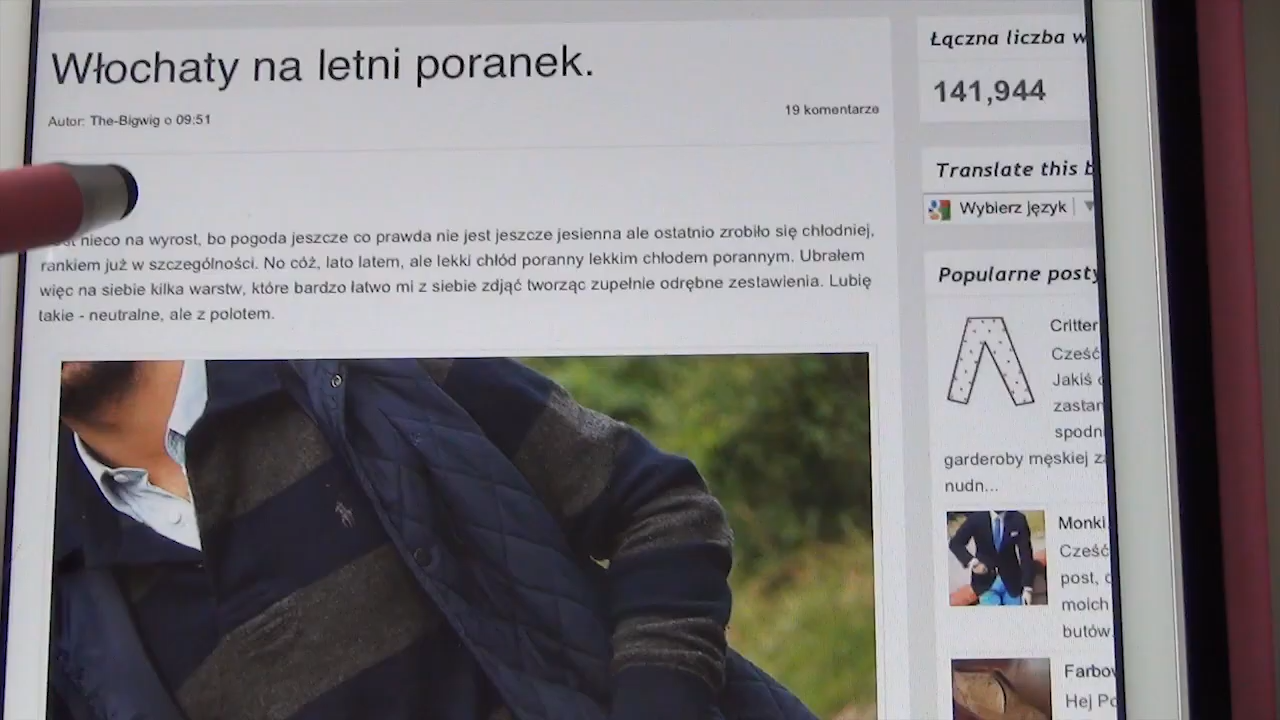 Włochaty na letni poranek.
Autor: The-Bigwig o 09:51
19 komentarze
nieco na wyrost, bo pogoda jeszcze co prawda nie jest jeszcze jesienna ale ostatnio zrobiło się chłodniej,
rankiem już w szczególności. No cóż, lato latem, ale lekki chłód poranny lekkim chłodem porannym. Ubrałem
więc na siebie kilka warstw, które bardzo łatwo mi z siebie zdjąć tworząc zupełnie odrębne zestawienia. Lubię
takie - neutralne, ale z polotem.
Łączna liczba w
141,944
Translate this b
Wybierz język
Popularne posty
Critter
Cześć
Jakiś
zastan
spodni
garderoby męskiej za
nudn...
Monki
Cześć
post,
moich
butów
Farbow
Hej Po